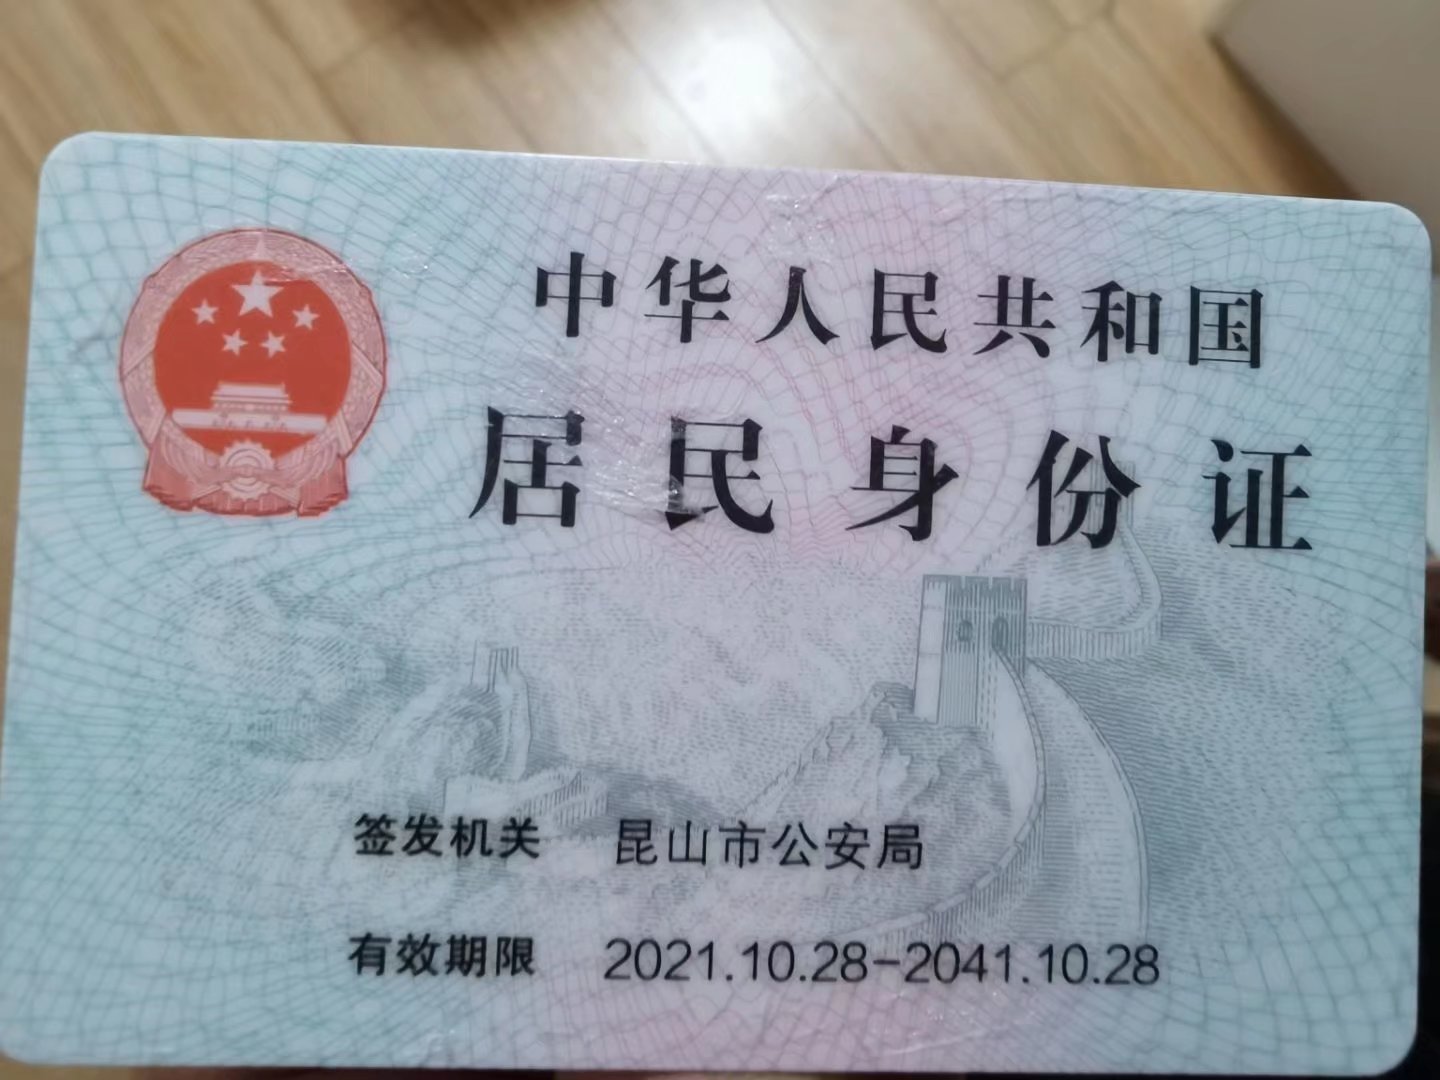 中华人民共和国
居民身份证
签发机关 昆山市公安局
有效期限 2021.10.28-2041.10.28